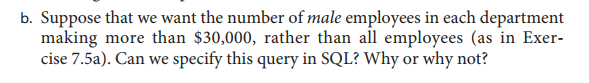 b. Suppose that we want the number of male employees in each department
making more than $30,000, rather than all employees (as in Exer-
cise 7.5a). Can we specify this query in SQL? Why or why not?